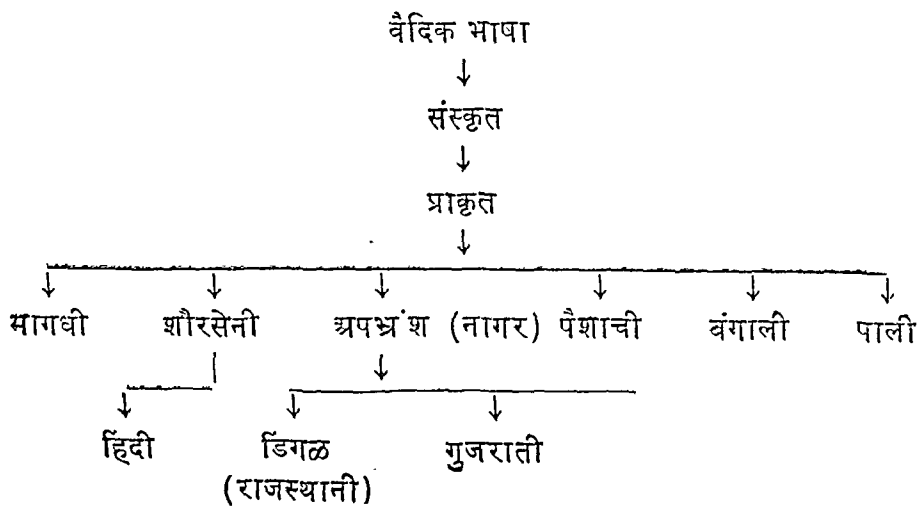 वैदिक भाषा
↓
संस्कृत
↓
प्राकृत
↓
↓ ↓ ↓ ↓ ↓ ↓
मागधी शौरसेनी अपभ्रंश (नागर) पैशाची बंगाली पाली
↓ ↓ ↓ ↓
हिंदी डिंगळ गुजराती
(राजस्थानी)